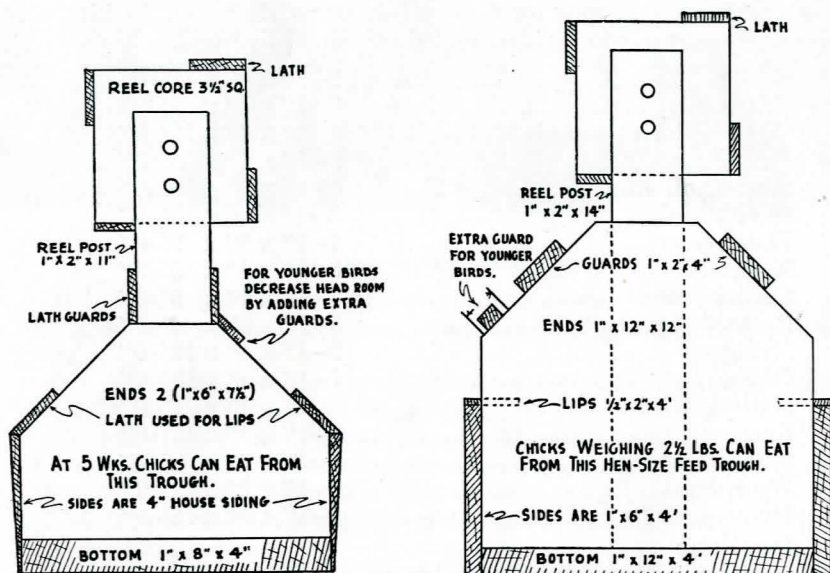 LATH
REEL CORE 3½" SQ.
REEL POST
1" X 2" X 11"
LATH GUARDS
FOR YOUNGER BIRDS
DECREASE HEAD ROOM
BY ADDING EXTRA
GUARDS.
ENDS 2 (1"x6"x7½")
LATH USED FOR LIPS
AT 5 WKS. CHICKS CAN EAT FROM
THIS TROUGH.
SIDES ARE 4" HOUSE SIDING
BOTTOM 1" x 8" x 4"
LATH
REEL POST
1" x 2" x 14"
EXTRA GUARD
FOR YOUNGER
BIRDS.
GUARDS 1" x 2" x 4" 5
ENDS 1" x 12" x 12"
LIPS ½" x 2" x 4'
CHICKS WEIGHING 2½ LBS. CAN EAT
FROM THIS HEN-SIZE FEED TROUGH.
SIDES ARE 1" x 6" x 4'
BOTTOM 1" x 12" x 4'